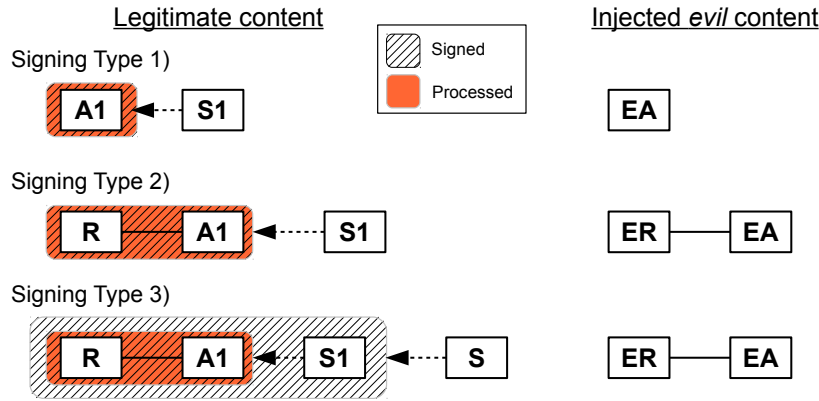 Legitimate content
Injected evil content
Signed
Processed
Signing Type 1)
A1
S1
EA
Signing Type 2)
R
A1
S1
ER
EA
Signing Type 3)
R
A1
S1
S
ER
EA